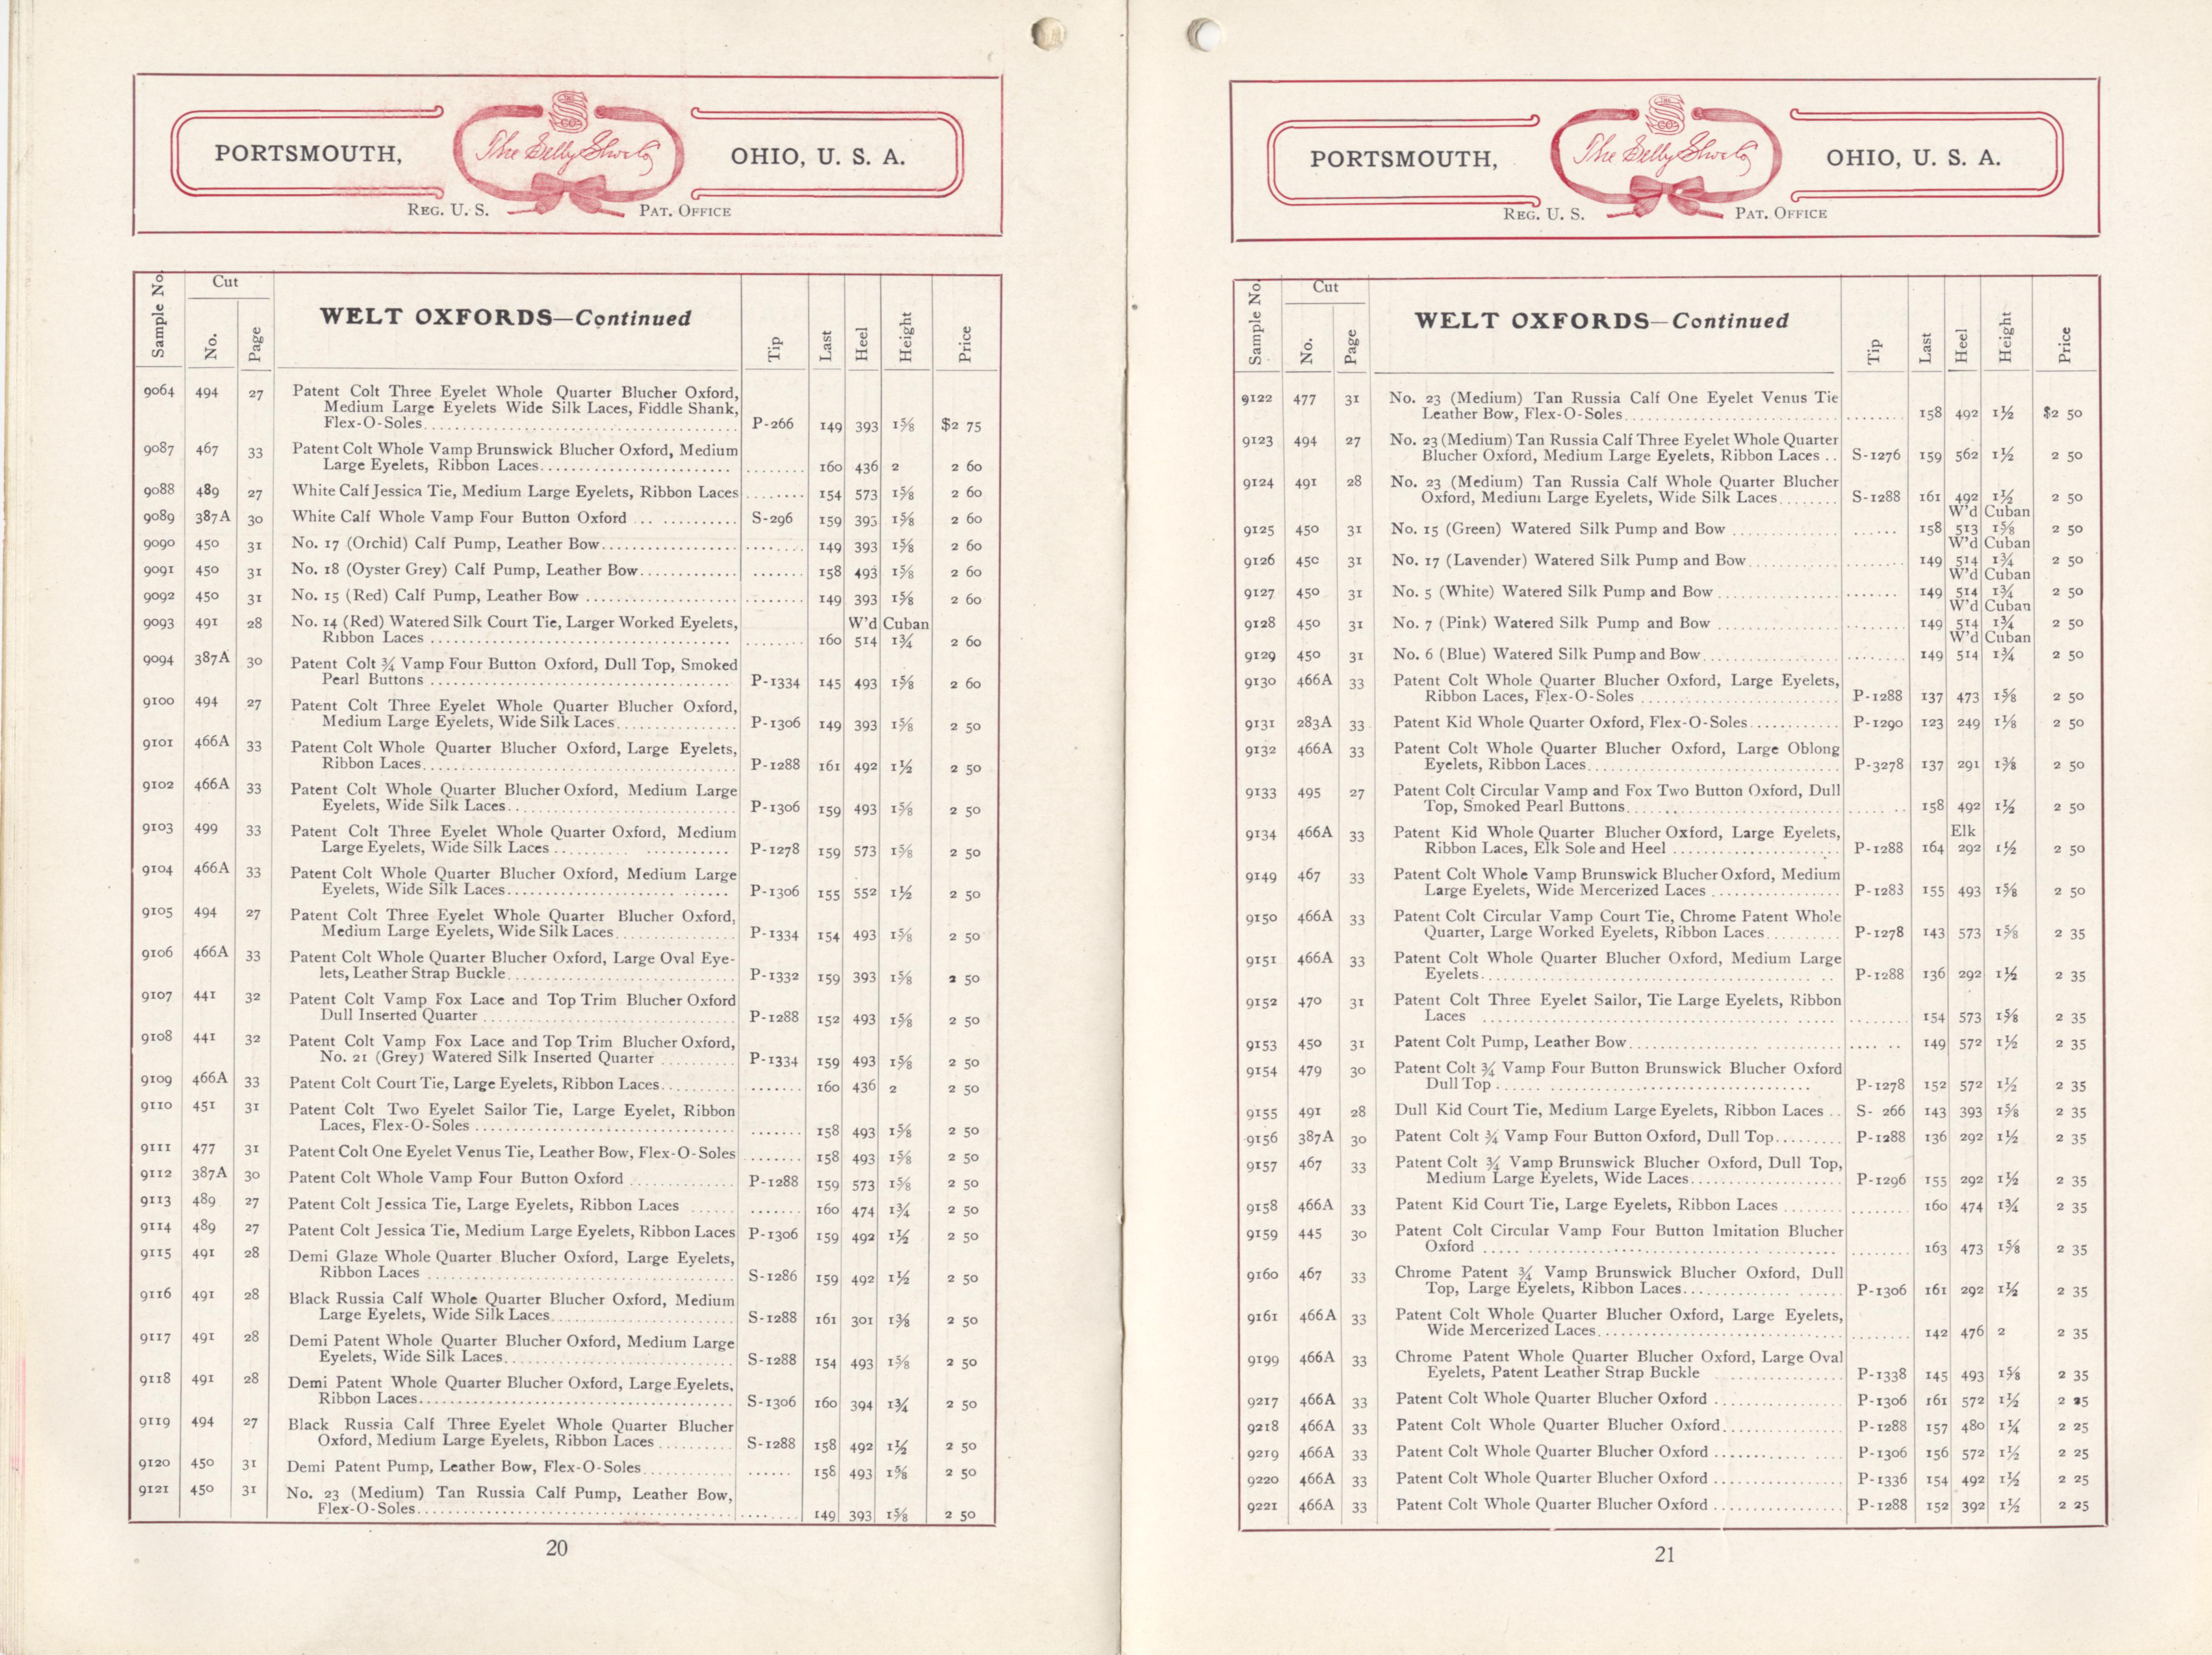 PORTSMOUTH, The Selby Shoe Co OHIO, U. S. A.
REG. U. S. PAT. OFFICE
Sample No. Cut No. Page WELT OXFORDS—Continued Tip Last Heel Height Price
9064 494 27 Patent Colt Three Eyelet Whole Quarter Blucher Oxford,
Medium Large Eyelets Wide Silk Laces, Fiddle Shank,
Flex-O-Soles P-266 149 393 1⅝ $2 75
9087 467 33 Patent Colt Whole Vamp Brunswick Blucher Oxford, Medium
Large Eyelets, Ribbon Laces 160 436 2 2 60
9088 489 27 White Calf Jessica Tie, Medium Large Eyelets, Ribbon Laces 154 573 1⅝ 2 60
9089 387A 30 White Calf Whole Vamp Four Button Oxford S-296 159 393 1⅝ 2 60
9090 450 31 No. 17 (Orchid) Calf Pump, Leather Bow 149 393 1⅝ 2 60
9091 450 31 No. 18 (Oyster Grey) Calf Pump, Leather Bow 158 493 1⅝ 2 60
9092 450 31 No. 15 (Red) Calf Pump, Leather Bow 149 393 1⅝ 2 60
9093 491 28 No. 14 (Red) Watered Silk Court Tie, Larger Worked Eyelets, W'd Cuban
Ribbon Laces 160 514 1¾ 2 60
9094 387A 30 Patent Colt ¾ Vamp Four Button Oxford, Dull Top, Smoked
Pearl Buttons P-1334 145 493 1⅝ 2 60
9100 494 27 Patent Colt Three Eyelet Whole Quarter Blucher Oxford,
Medium Large Eyelets, Wide Silk Laces P-1306 149 393 1⅝ 2 50
9101 466A 33 Patent Colt Whole Quarter Blucher Oxford, Large Eyelets,
Ribbon Laces P-1288 161 492 1½ 2 50
9102 466A 33 Patent Colt Whole Quarter Blucher Oxford, Medium Large
Eyelets, Wide Silk Laces P-1306 159 493 1⅝ 2 50
9103 499 33 Patent Colt Three Eyelet Whole Quarter Oxford, Medium
Large Eyelets, Wide Silk Laces P-1278 159 573 1⅝ 2 50
9104 466A 33 Patent Colt Whole Quarter Blucher Oxford, Medium Large
Eyelets, Wide Silk Laces P-1306 155 552 1½ 2 50
9105 494 27 Patent Colt Three Eyelet Whole Quarter Blucher Oxford,
Medium Large Eyelets, Wide Silk Laces P-1334 154 493 1⅝ 2 50
9106 466A 33 Patent Colt Whole Quarter Blucher Oxford, Large Oval Eye-
lets, Leather Strap Buckle P-1332 159 393 1⅝ 2 50
9107 441 32 Patent Colt Vamp Fox Lace and Top Trim Blucher Oxford
Dull Inserted Quarter P-1288 152 493 1⅝ 2 50
9108 441 32 Patent Colt Vamp Fox Lace and Top Trim Blucher Oxford,
No. 21 (Grey) Watered Silk Inserted Quarter P-1334 159 493 1⅝ 2 50
9109 466A 33 Patent Colt Court Tie, Large Eyelets, Ribbon Laces 160 436 2 2 50
9110 451 31 Patent Colt Two Eyelet Sailor Tie, Large Eyelet, Ribbon
Laces, Flex-O-Soles 158 493 1⅝ 2 50
9111 477 31 Patent Colt One Eyelet Venus Tie, Leather Bow, Flex-O-Soles 158 493 1⅝ 2 50
9112 387A 30 Patent Colt Whole Vamp Four Button Oxford P-1288 159 573 1⅝ 2 50
9113 489 27 Patent Colt Jessica Tie, Large Eyelets, Ribbon Laces 160 474 1¾ 2 50
9114 489 27 Patent Colt Jessica Tie, Medium Large Eyelets, Ribbon Laces P-1306 159 492 1½ 2 50
9115 491 28 Demi Glaze Whole Quarter Blucher Oxford, Large Eyelets,
Ribbon Laces S-1286 159 492 1½ 2 50
9116 491 28 Black Russia Calf Whole Quarter Blucher Oxford, Medium
Large Eyelets, Wide Silk Laces S-1288 161 301 1⅜ 2 50
9117 491 28 Demi Patent Whole Quarter Blucher Oxford, Medium Large
Eyelets, Wide Silk Laces S-1288 154 493 1⅝ 2 50
9118 491 28 Demi Patent Whole Quarter Blucher Oxford, Large Eyelets,
Ribbon Laces S-1306 160 394 1¾ 2 50
9119 494 27 Black Russia Calf Three Eyelet Whole Quarter Blucher
Oxford, Medium Large Eyelets, Ribbon Laces S-1288 158 492 1½ 2 50
9120 450 31 Demi Patent Pump, Leather Bow, Flex-O-Soles 158 493 1⅝ 2 50
9121 450 31 No. 23 (Medium) Tan Russia Calf Pump, Leather Bow,
Flex-O-Soles 149 393 1⅝ 2 50
20
PORTSMOUTH, The Selby Shoe Co OHIO, U. S. A.
REG. U. S. PAT. OFFICE
Sample No. Cut No. Page WELT OXFORDS—Continued Tip Last Heel Height Price
9122 477 31 No. 23 (Medium) Tan Russia Calf One Eyelet Venus Tie
Leather Bow, Flex-O-Soles 158 492 1½ $2 50
9123 494 27 No. 23 (Medium) Tan Russia Calf Three Eyelet Whole Quarter
Blucher Oxford, Medium Large Eyelets, Ribbon Laces S-1276 159 562 1½ 2 50
9124 491 28 No. 23 (Medium) Tan Russia Calf Whole Quarter Blucher
Oxford, Medium Large Eyelets, Wide Silk Laces S-1288 161 492 1½ 2 50
W'd Cuban
9125 450 31 No. 15 (Green) Watered Silk Pump and Bow 158 513 1⅝ 2 50
W'd Cuban
9126 450 31 No. 17 (Lavender) Watered Silk Pump and Bow 149 514 1¾ 2 50
W'd Cuban
9127 450 31 No. 5 (White) Watered Silk Pump and Bow 149 514 1¾ 2 50
W'd Cuban
9128 450 31 No. 7 (Pink) Watered Silk Pump and Bow 149 514 1¾ 2 50
W'd Cuban
9129 450 31 No. 6 (Blue) Watered Silk Pump and Bow 149 514 1¾ 2 50
9130 466A 33 Patent Colt Whole Quarter Blucher Oxford, Large Eyelets,
Ribbon Laces, Flex-O-Soles P-1288 137 473 1⅝ 2 50
9131 283A 33 Patent Kid Whole Quarter Oxford, Flex-O-Soles P-1290 123 249 1⅛ 2 50
9132 466A 33 Patent Colt Whole Quarter Blucher Oxford, Large Oblong
Eyelets, Ribbon Laces P-3278 137 291 1⅜ 2 50
9133 495 27 Patent Colt Circular Vamp and Fox Two Button Oxford, Dull
Top, Smoked Pearl Buttons 158 492 1½ 2 50
9134 466A 33 Patent Kid Whole Quarter Blucher Oxford, Large Eyelets, Elk
Ribbon Laces, Elk Sole and Heel P-1288 164 292 1½ 2 50
9149 467 33 Patent Colt Whole Vamp Brunswick Blucher Oxford, Medium
Large Eyelets, Wide Mercerized Laces P-1283 155 493 1⅝ 2 50
9150 466A 33 Patent Colt Circular Vamp Court Tie, Chrome Patent Whole
Quarter, Large Worked Eyelets, Ribbon Laces P-1278 143 573 1⅝ 2 35
9151 466A 33 Patent Colt Whole Quarter Blucher Oxford, Medium Large
Eyelets P-1288 136 292 1½ 2 35
9152 470 31 Patent Colt Three Eyelet Sailor, Tie Large Eyelets, Ribbon
Laces 154 573 1⅝ 2 35
9153 450 31 Patent Colt Pump, Leather Bow 149 572 1½ 2 35
9154 479 30 Patent Colt ¾ Vamp Four Button Brunswick Blucher Oxford
Dull Top P-1278 152 572 1½ 2 35
9155 491 28 Dull Kid Court Tie, Medium Large Eyelets, Ribbon Laces S- 266 143 393 1⅝ 2 35
9156 387A 30 Patent Colt ¾ Vamp Four Button Oxford, Dull Top P-1288 136 292 1½ 2 35
9157 467 33 Patent Colt ¾ Vamp Brunswick Blucher Oxford, Dull Top,
Medium Large Eyelets, Wide Laces P-1296 155 292 1½ 2 35
9158 466A 33 Patent Kid Court Tie, Large Eyelets, Ribbon Laces 160 474 1¾ 2 35
9159 445 30 Patent Colt Circular Vamp Four Button Imitation Blucher
Oxford 163 473 1⅝ 2 35
9160 467 33 Chrome Patent ¾ Vamp Brunswick Blucher Oxford, Dull
Top, Large Eyelets, Ribbon Laces P-1306 161 292 1½ 2 35
9161 466A 33 Patent Colt Whole Quarter Blucher Oxford, Large Eyelets,
Wide Mercerized Laces 142 476 2 2 35
9199 466A 33 Chrome Patent Whole Quarter Blucher Oxford, Large Oval
Eyelets, Patent Leather Strap Buckle P-1338 145 493 1⅝ 2 35
9217 466A 33 Patent Colt Whole Quarter Blucher Oxford P-1306 161 572 1½ 2 25
9218 466A 33 Patent Colt Whole Quarter Blucher Oxford P-1288 157 480 1¼ 2 25
9219 466A 33 Patent Colt Whole Quarter Blucher Oxford P-1306 156 572 1½ 2 25
9220 466A 33 Patent Colt Whole Quarter Blucher Oxford P-1336 154 492 1½ 2 25
9221 466A 33 Patent Colt Whole Quarter Blucher Oxford P-1288 152 392 1½ 2 25
21